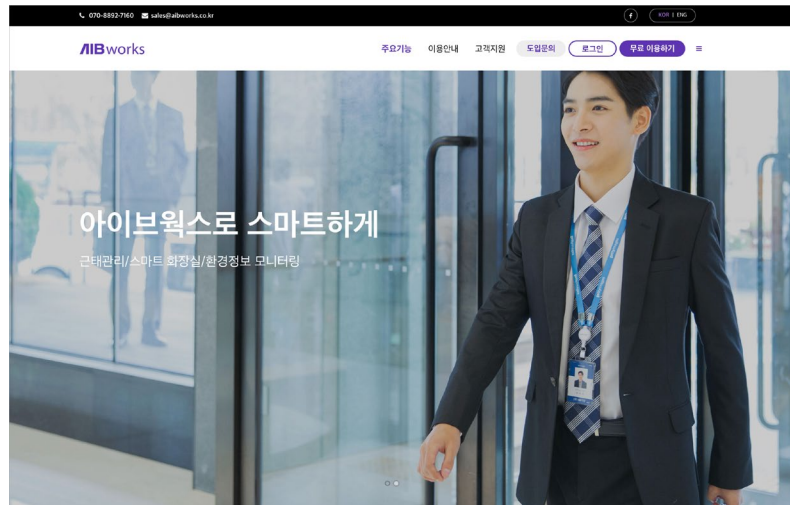 070-8892-7160 sales@aibworks.co.kr
KOR | ENG
AIB works
주요기능 이용안내 고객지원 도입문의 로그인 무료 이용하기
아이브웍스로 스마트하게
근태관리/스마트 화장실/환경정보 모니터링